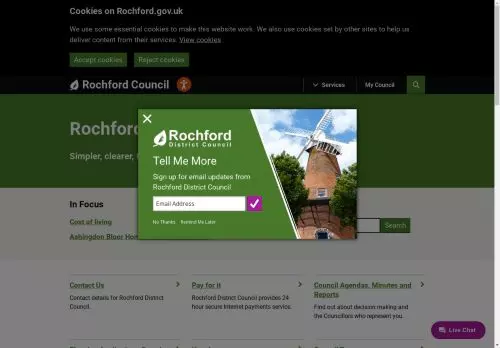 Cookies on Rochford.gov.uk
We use some essential cookies to make this website work. We also use cookies set by other sites to help us
deliver content from their services. View cookies
Accept cookies
Reject cookies
Rochford Council
Services
My Council
Rochford
Simpler, clearer,
Rochford
District Council
Tell Me More
Sign up for email updates from
Rochford District Council
Email Address
No Thanks
Remind Me Later
In Focus
Cost of living
Ashingdon Bloor Hom
Search
Contact Us
Contact details for Rochford District
Council.
Pay for it
Rochford District Council provides 24
hour secure Internet payments service.
Council Agendas, Minutes and
Reports
Find out about decision making and
the Councillors who represent you.
Live Chat